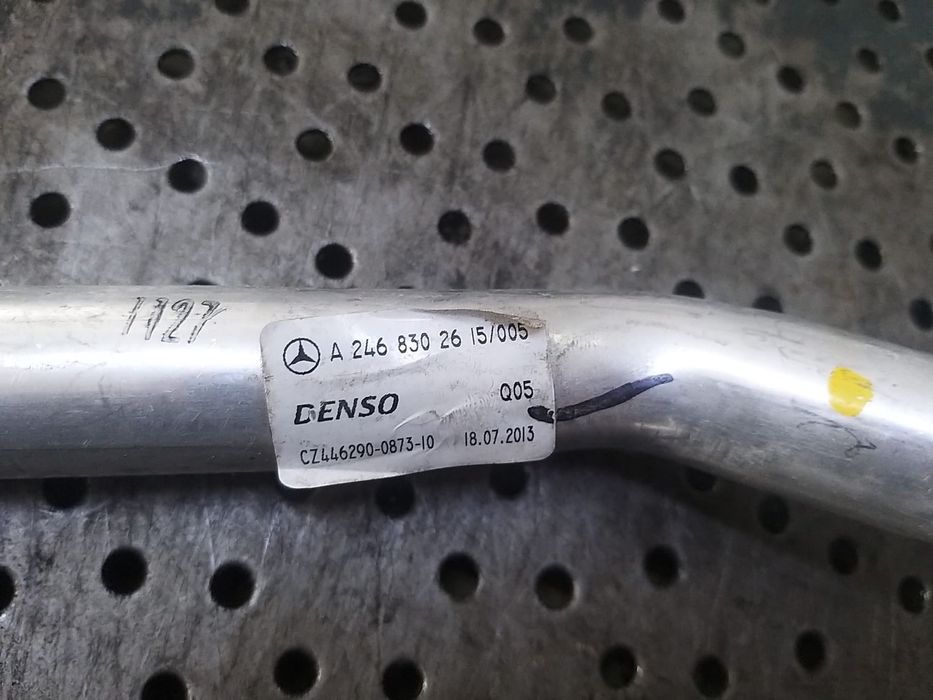 1127
A 246 830 26 15/005
DENSO
Q05
CZ446290-0873-10
18.07.2013